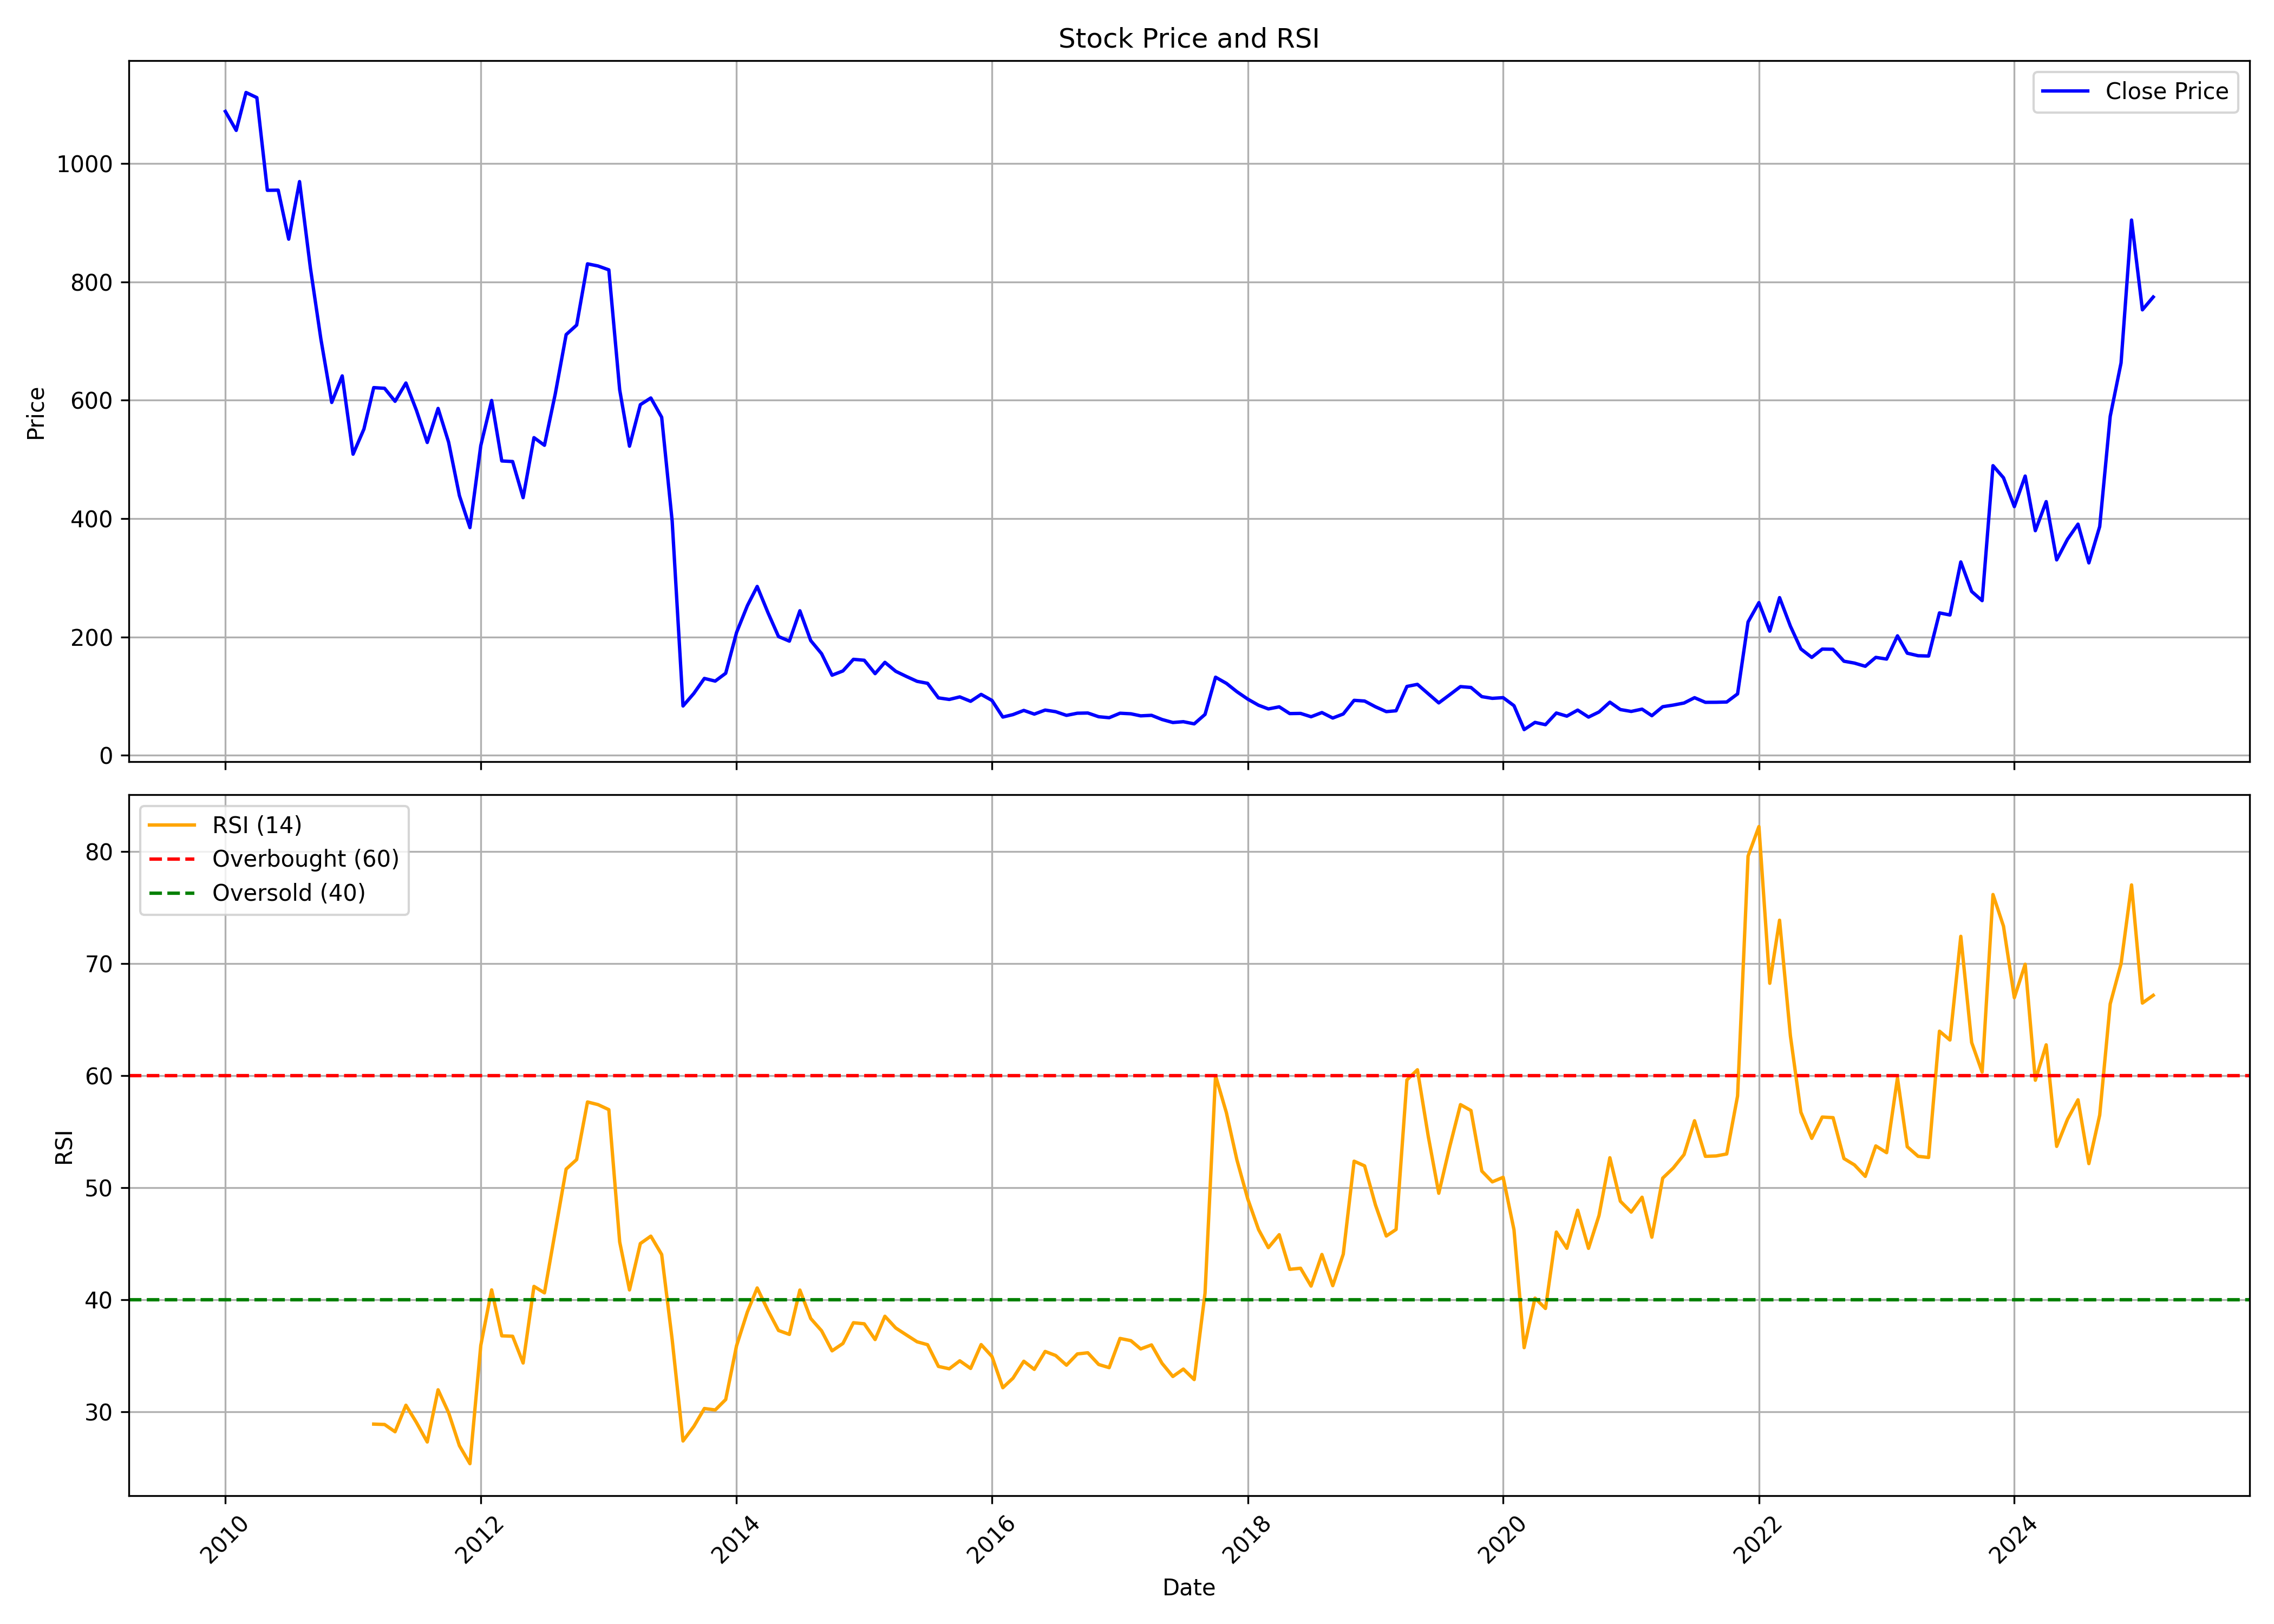 Stock Price and RSI
Close Price
Price
1000
800
600
400
200
0
RSI (14)
Overbought (60)
Oversold (40)
RSI
80
70
60
50
40
30
2010
2012
2014
2016
2018
2020
2022
2024
Date